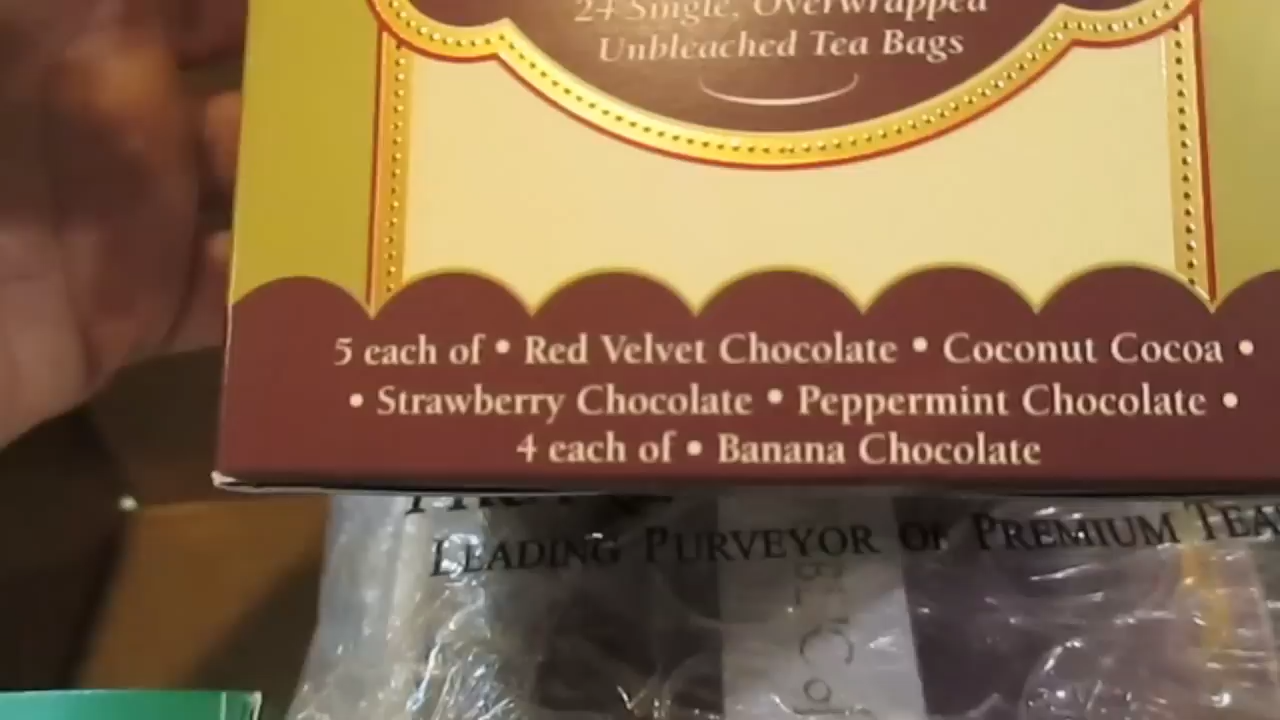 24 Single, Overwrapped
Unbleached Tea Bags
5 each of • Red Velvet Chocolate • Coconut Cocoa •
• Strawberry Chocolate • Peppermint Chocolate •
4 each of • Banana Chocolate
LEADING PURVEYOR OF PREMIUM TEA